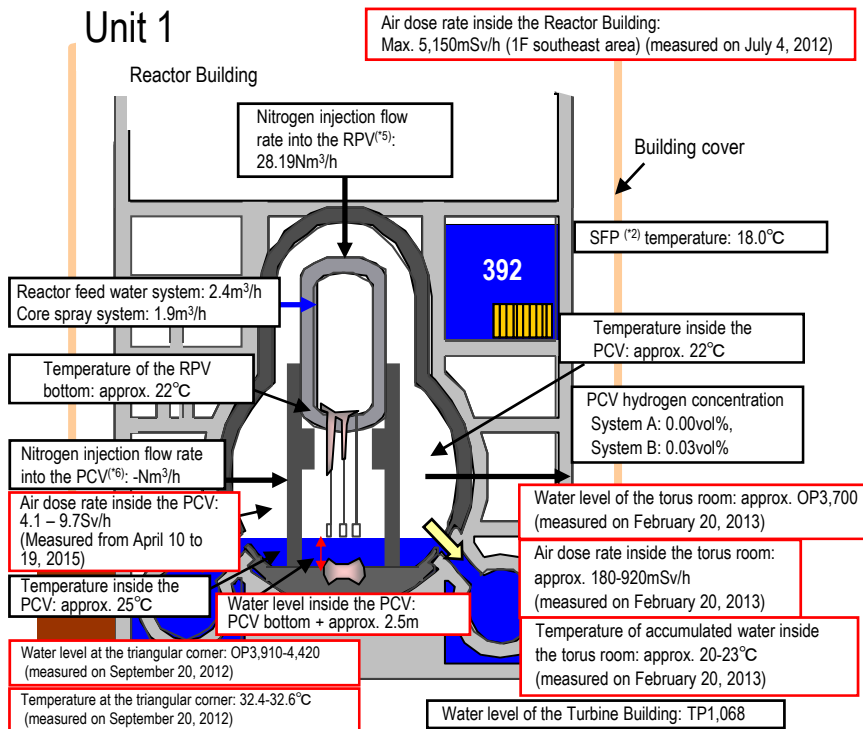 Unit 1
Air dose rate inside the Reactor Building:
Max. 5,150mSv/h (1F southeast area) (measured on July 4, 2012)
Reactor Building
Nitrogen injection flow
rate into the RPV(*5):
28.19Nm3/h
Building cover
SFP (*2) temperature: 18.0℃
392
Reactor feed water system: 2.4m3/h
Core spray system: 1.9m3/h
Temperature inside the
PCV: approx. 22℃
Temperature of the RPV
bottom: approx. 22℃
PCV hydrogen concentration
System A: 0.00vol%,
System B: 0.03vol%
Nitrogen injection flow rate
into the PCV(*6): -Nm3/h
Air dose rate inside the PCV:
4.1 – 9.7Sv/h
(Measured from April 10 to
19, 2015)
Water level of the torus room: approx. OP3,700
(measured on February 20, 2013)
Air dose rate inside the torus room:
approx. 180-920mSv/h
(measured on February 20, 2013)
Temperature inside the
PCV: approx. 25℃
Water level inside the PCV:
PCV bottom + approx. 2.5m
Temperature of accumulated water inside
the torus room: approx. 20-23℃
(measured on February 20, 2013)
Water level at the triangular corner: OP3,910-4,420
(measured on September 20, 2012)
Temperature at the triangular corner: 32.4-32.6℃
(measured on September 20, 2012)
Water level of the Turbine Building: TP1,068